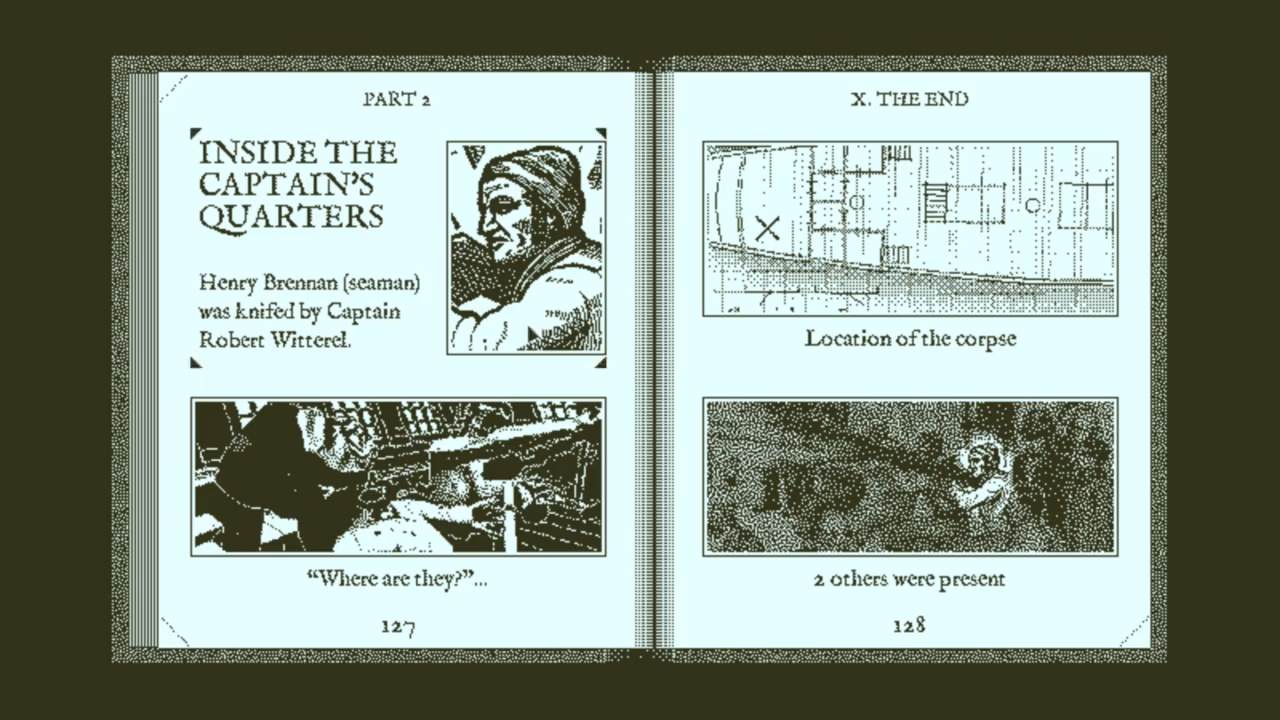 PART 2
INSIDE THE
CAPTAIN'S
QUARTERS
Henry Brennan (seaman)
was knifed by Captain
Robert Witterel.
"Where are they?"...
127
X. THE END
Location of the corpse
2 others were present
128